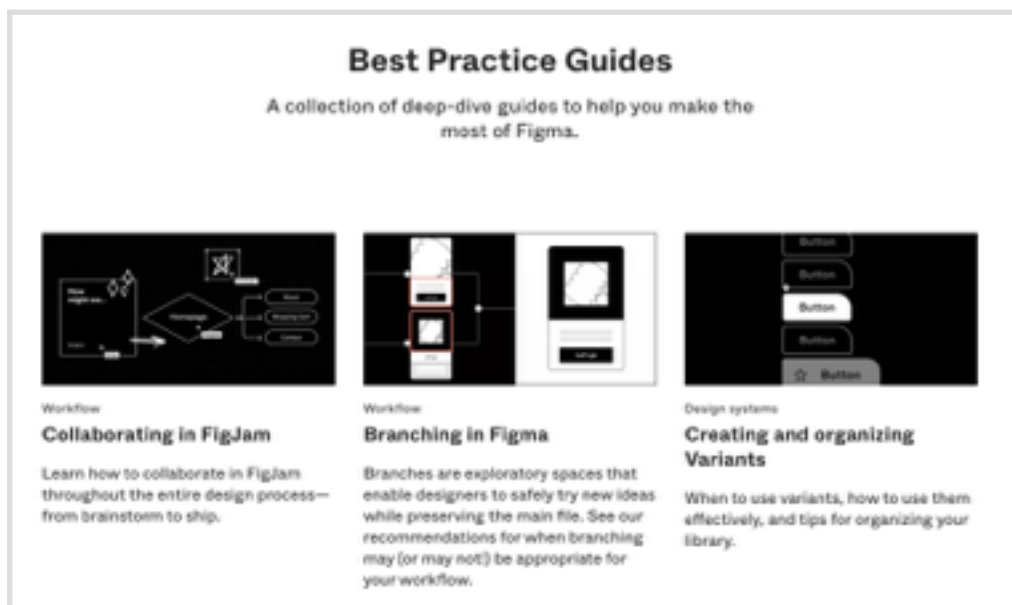 Best Practice Guides
A collection of deep-dive guides to help you make the
most of Figma.
Homepage
Button
Button
Button
Button
Button
Workflow
Collaborating in FigJam
Learn how to collaborate in FigJam
throughout the entire design process—
from brainstorm to ship.
Workflow
Branching in Figma
Branches are exploratory spaces that
enable designers to safely try new ideas
while preserving the main file. See our
recommendations for when branching
may (or may not!) be appropriate for
your workflow.
Design systems
Creating and organizing
Variants
When to use variants, how to use them
effectively, and tips for organizing your
library.